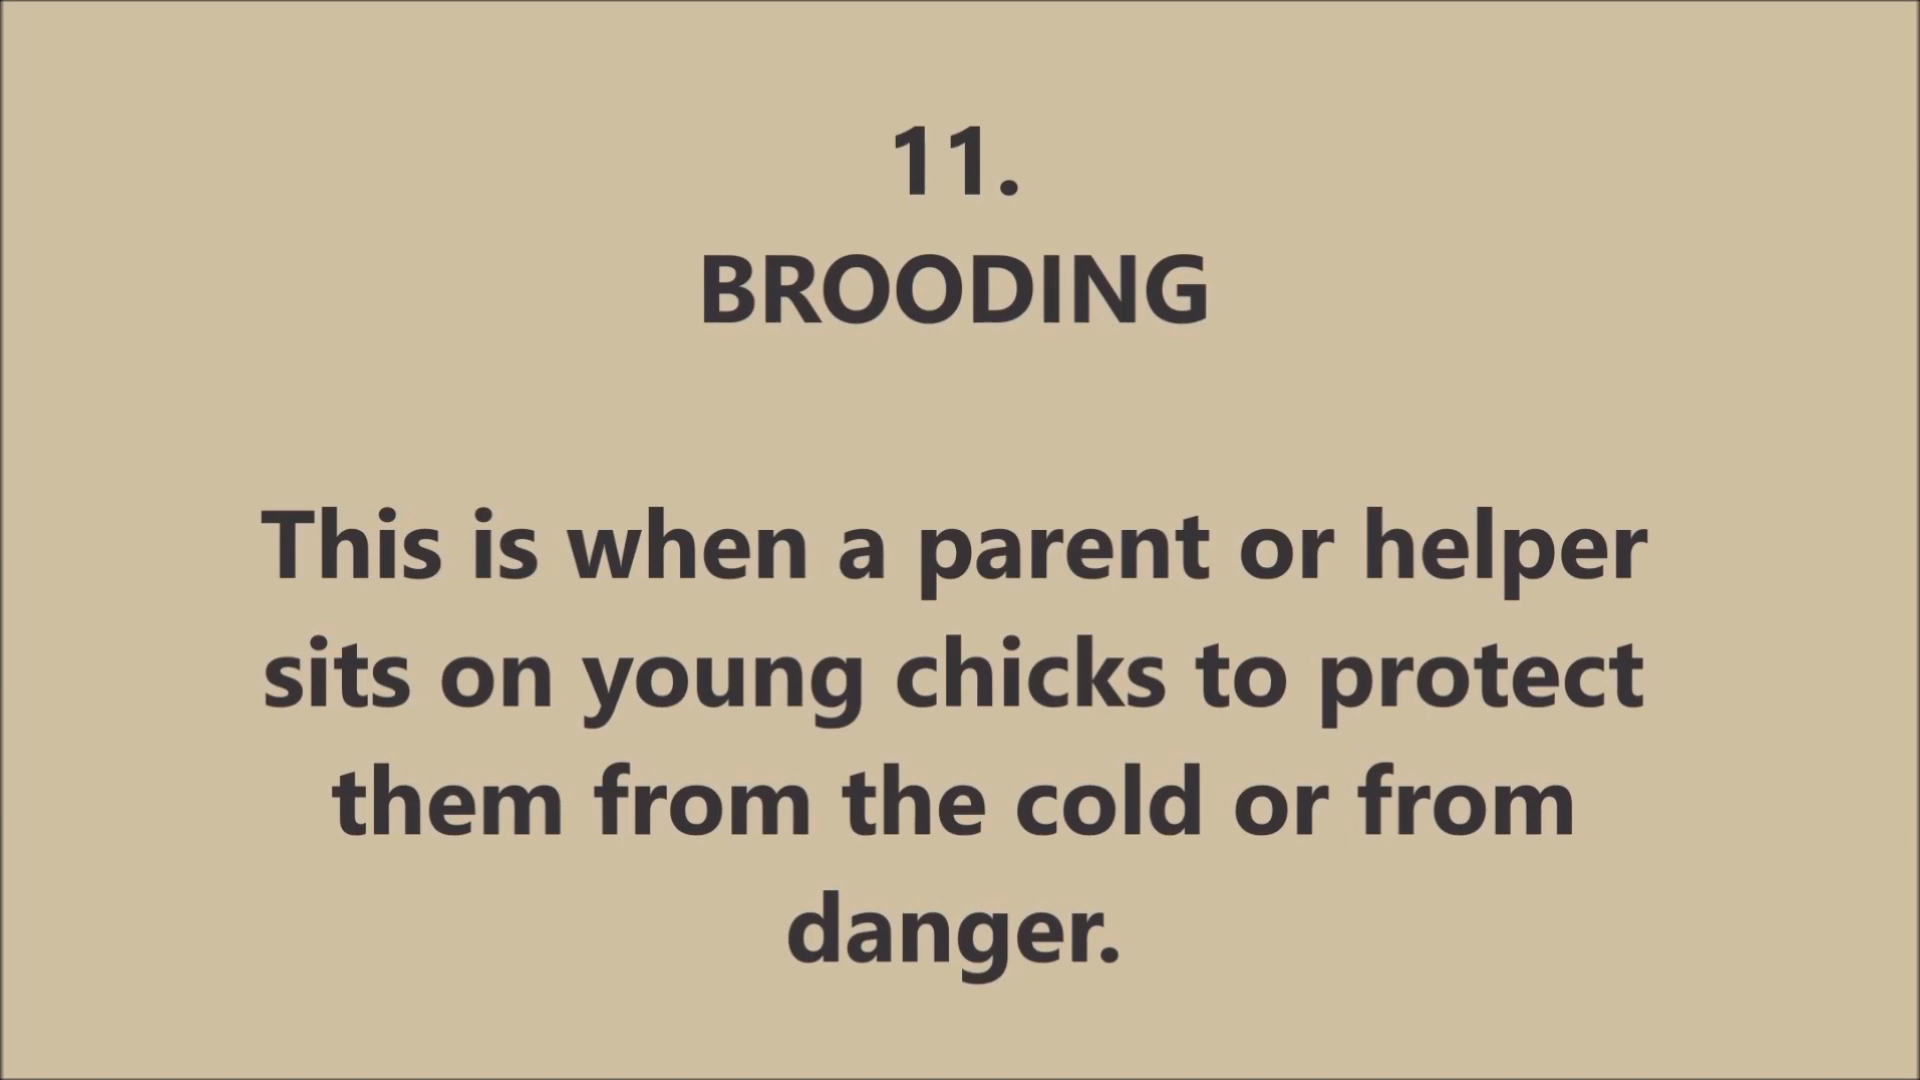 11.
BROODING
This is when a parent or helper
sits on young chicks to protect
them from the cold or from
danger.